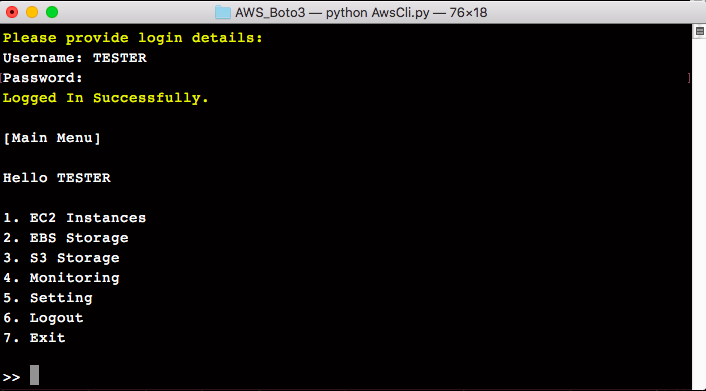 AWS_Boto3 — python AwsCli.py — 76×18
Please provide login details:
Username: TESTER
Password:
Logged In Successfully.
[Main Menu]
Hello TESTER
1. EC2 Instances
2. EBS Storage
3. S3 Storage
4. Monitoring
5. Setting
6. Logout
7. Exit
>>